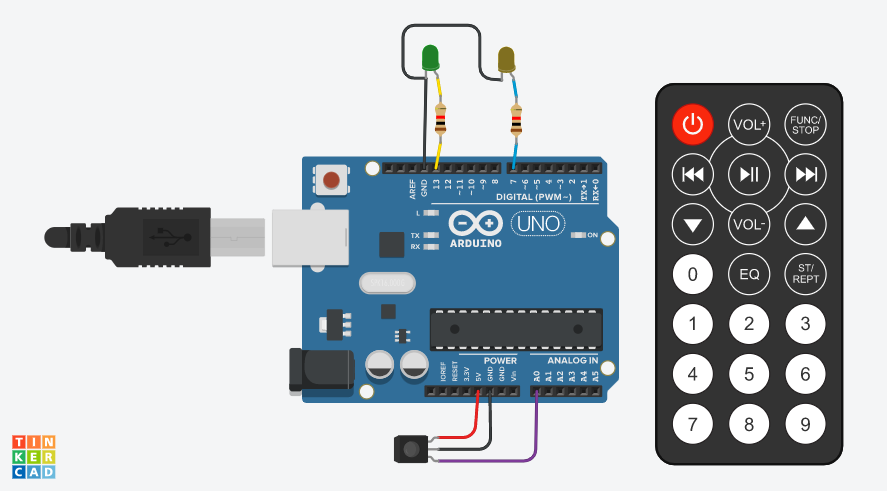 VOL+
FUNC/
STOP
VOL-
0
EQ
ST/
REPT
1
2
3
4
5
6
7
8
9
AREF
GND
13
12
~11
~10
~9
8
7
~6
~5
4
~3
2
TX→1
RX←0
DIGITAL (PWM~)
L
TX
RX
ARDUINO
UNO
ON
POWER
ANALOG IN
IOREF
RESET
3.3V
5V
GND
GND
Vin
A0
A1
A2
A3
A4
A5
TIN
KER
CAD